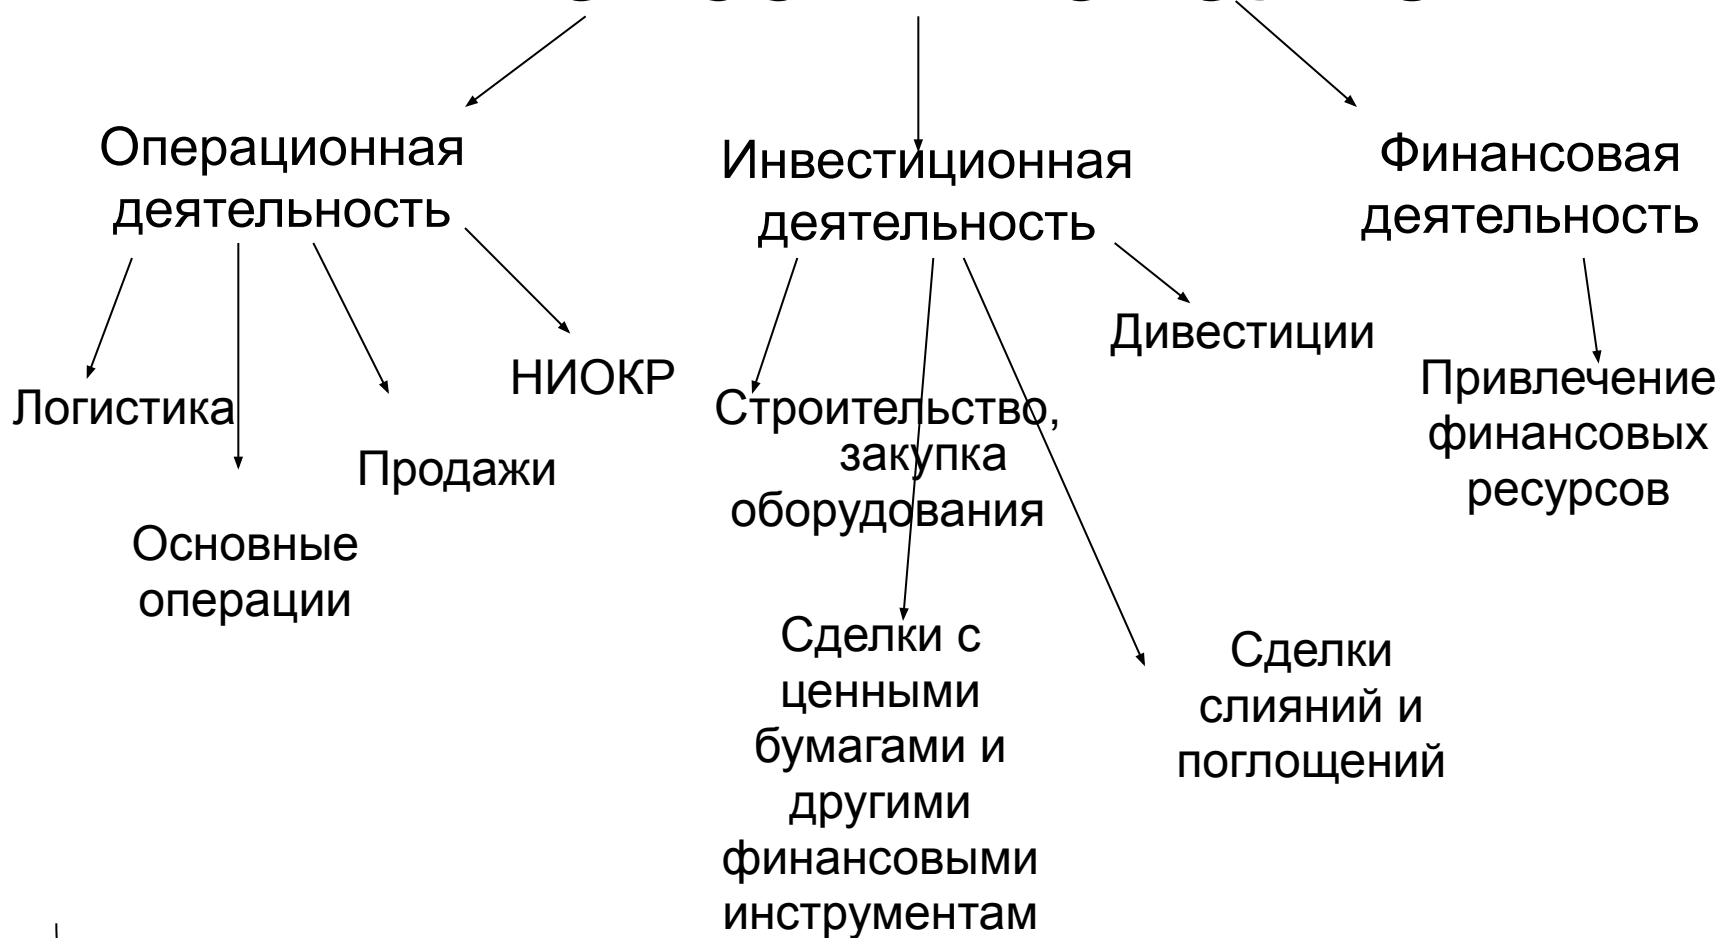 Операционная
деятельность
Инвестиционная
деятельность
Финансовая
деятельность
Логистика
Основные
операции
Продажи
НИОКР
Строительство,
закупка
оборудования
Сделки с
ценными
бумагами и
другими
финансовыми
инструментам
Сделки
слияний и
поглощений
Дивестиции
Привлечение
финансовых
ресурсов